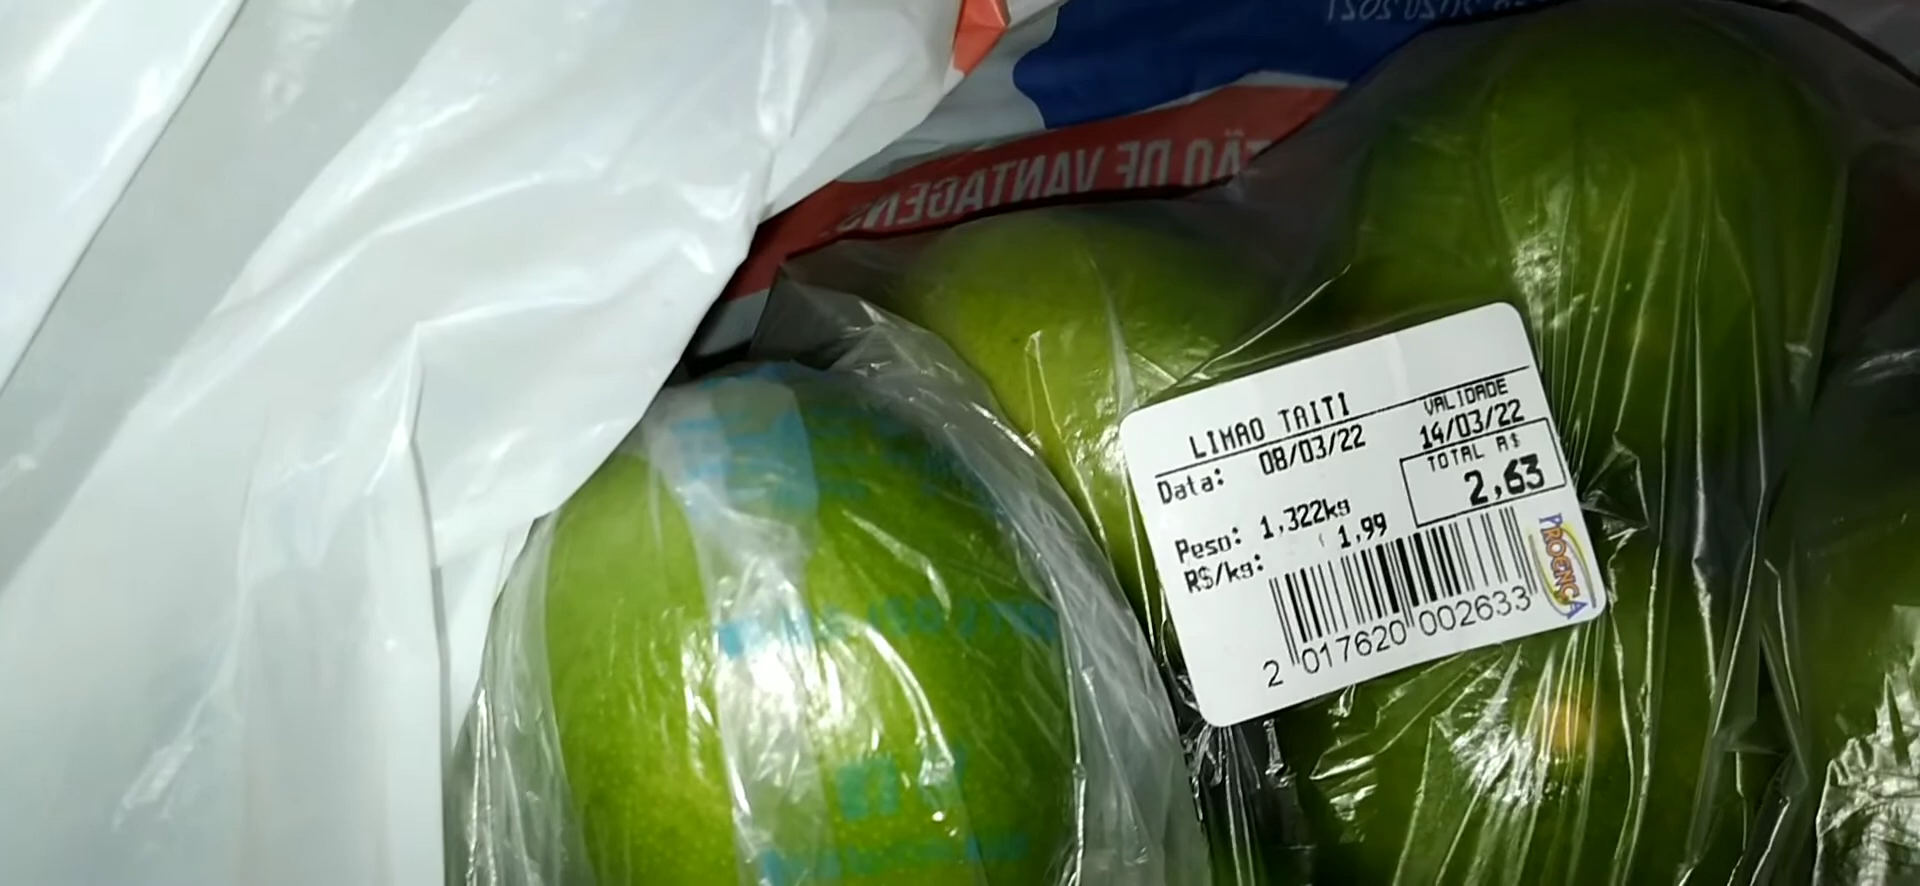 ÃO DE VANTAGENS
LIMAO TAITI
VALIDADE
Data: 08/03/22
14/03/22
TOTAL R$
2,63
Peso: 1,322kg
R$/kg: 1,99
PROENÇA
2 017620 002633